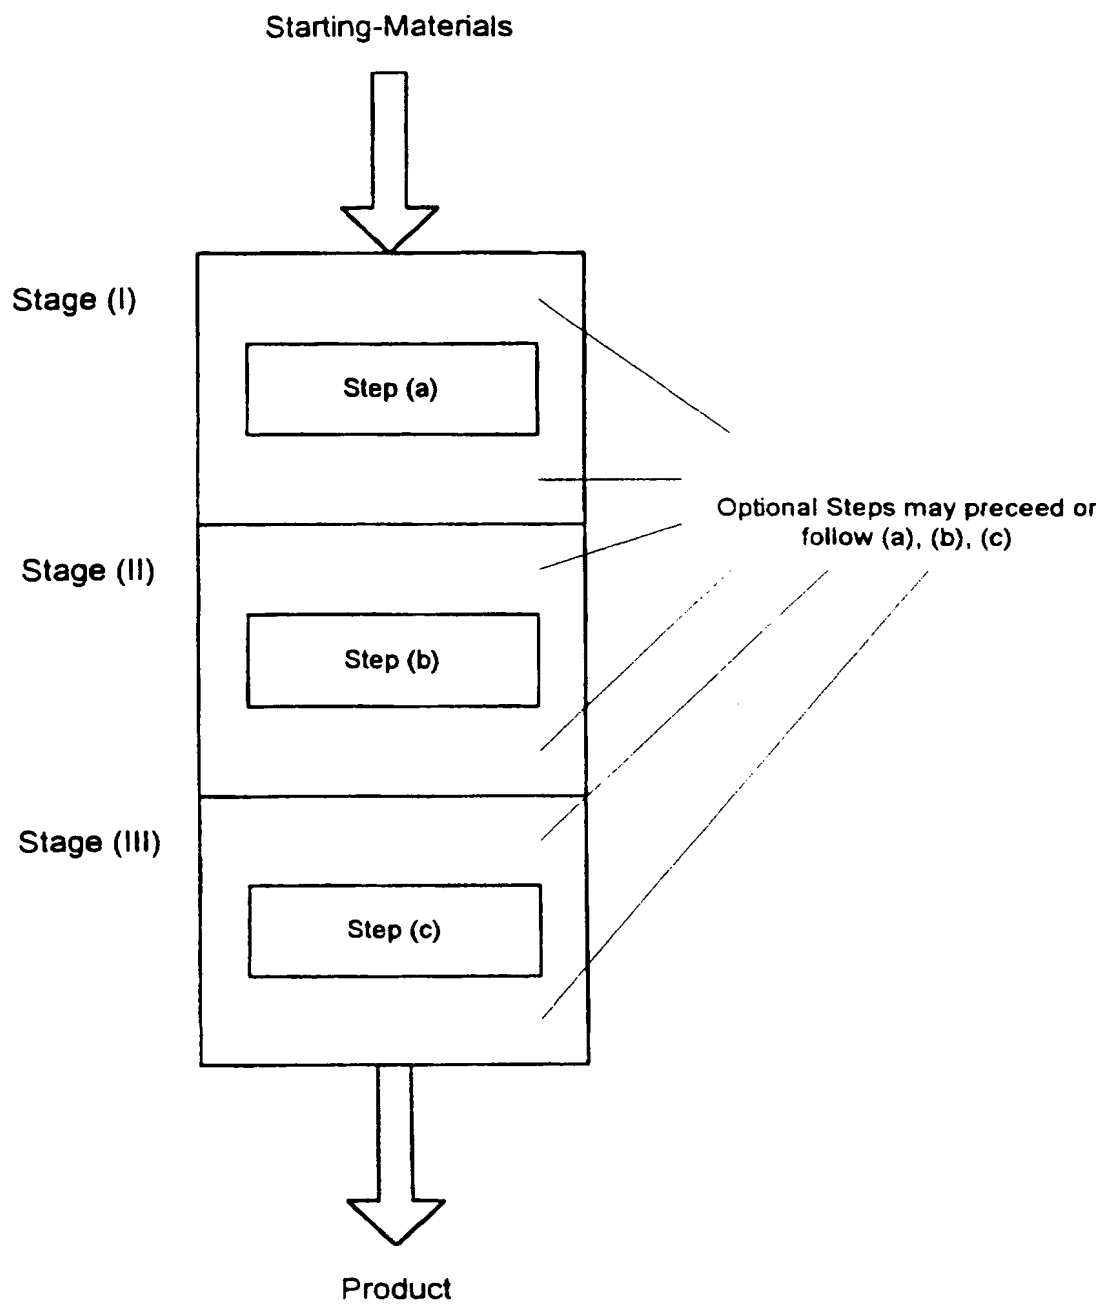 Starting-Materials
Stage (I)
Step (a)
Optional Steps may preceed or
follow (a), (b), (c)
Stage (II)
Step (b)
Stage (III)
Step (c)
Product